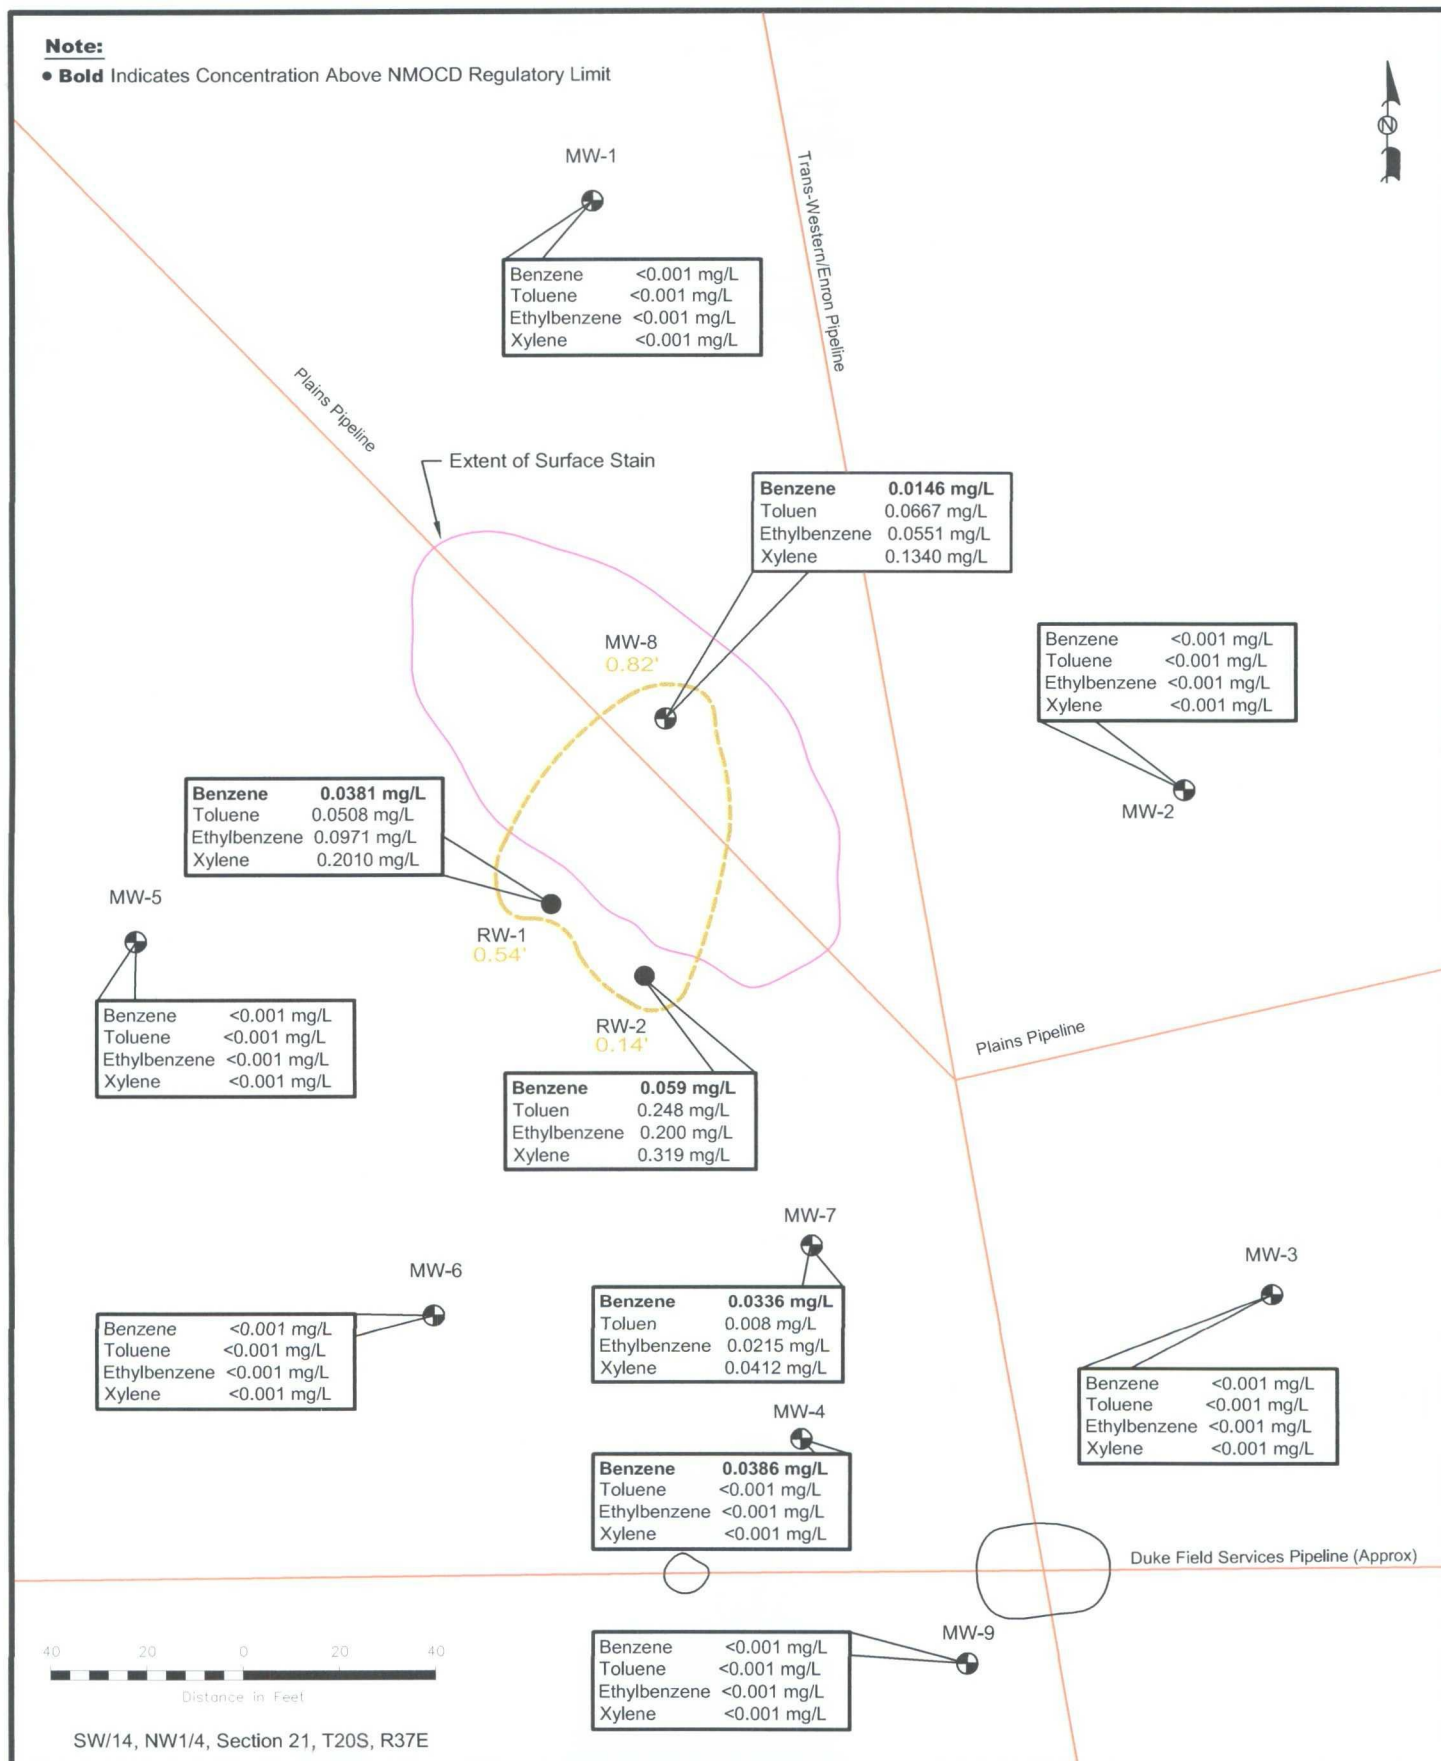 Note:
• Bold Indicates Concentration Above NMOCD Regulatory Limit
N
MW-1
Benzene <0.001 mg/L
Toluene <0.001 mg/L
Ethylbenzene <0.001 mg/L
Xylene <0.001 mg/L
Trans-Western/Enron Pipeline
Plains Pipeline
Extent of Surface Stain
Benzene 0.0146 mg/L
Toluen 0.0667 mg/L
Ethylbenzene 0.0551 mg/L
Xylene 0.1340 mg/L
MW-8
0.82'
Benzene <0.001 mg/L
Toluene <0.001 mg/L
Ethylbenzene <0.001 mg/L
Xylene <0.001 mg/L
MW-2
Benzene 0.0381 mg/L
Toluene 0.0508 mg/L
Ethylbenzene 0.0971 mg/L
Xylene 0.2010 mg/L
MW-5
RW-1
0.54'
Benzene <0.001 mg/L
Toluene <0.001 mg/L
Ethylbenzene <0.001 mg/L
Xylene <0.001 mg/L
RW-2
0.14'
Plains Pipeline
Benzene 0.059 mg/L
Toluen 0.248 mg/L
Ethylbenzene 0.200 mg/L
Xylene 0.319 mg/L
MW-7
MW-3
MW-6
Benzene 0.0336 mg/L
Toluen 0.008 mg/L
Ethylbenzene 0.0215 mg/L
Xylene 0.0412 mg/L
Benzene <0.001 mg/L
Toluene <0.001 mg/L
Ethylbenzene <0.001 mg/L
Xylene <0.001 mg/L
Benzene <0.001 mg/L
Toluene <0.001 mg/L
Ethylbenzene <0.001 mg/L
Xylene <0.001 mg/L
MW-4
Benzene 0.0386 mg/L
Toluene <0.001 mg/L
Ethylbenzene <0.001 mg/L
Xylene <0.001 mg/L
Duke Field Services Pipeline (Approx)
MW-9
Benzene <0.001 mg/L
Toluene <0.001 mg/L
Ethylbenzene <0.001 mg/L
Xylene <0.001 mg/L
40 20 0 20 40
Distance in Feet
SW/14, NW1/4, Section 21, T20S, R37E